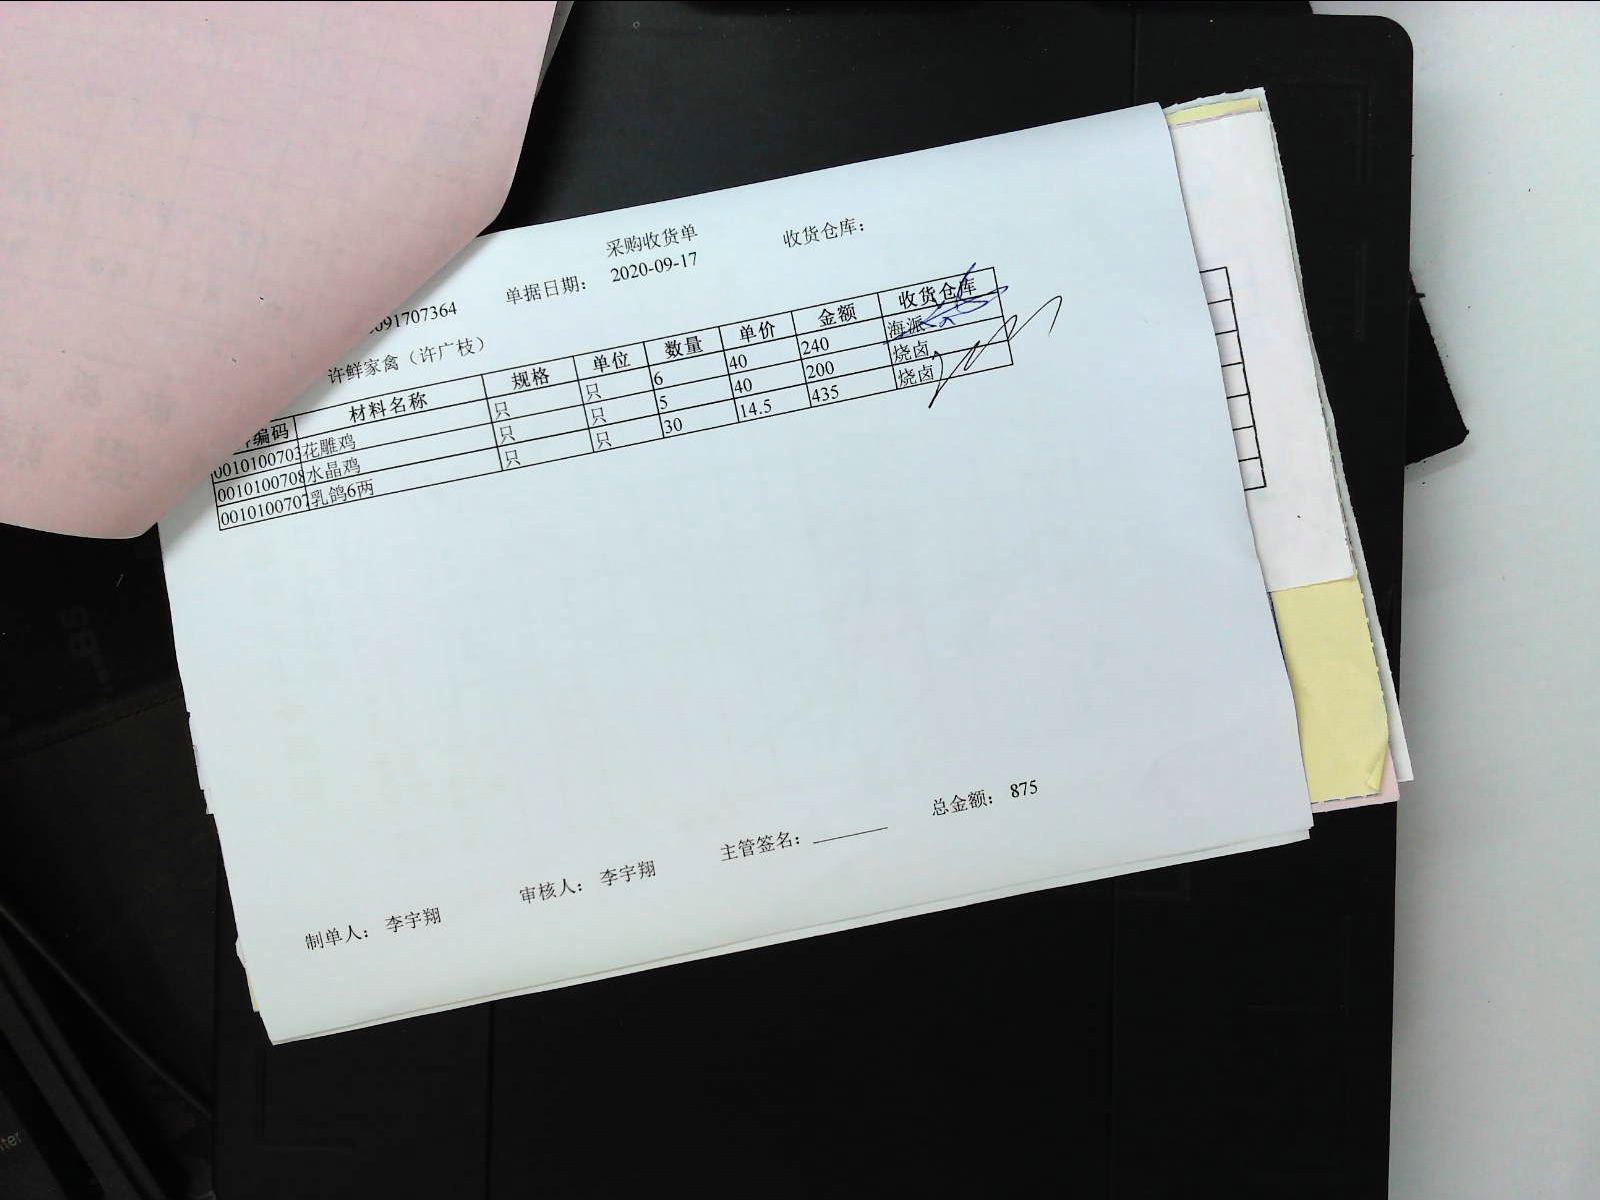 采购收货单 收货仓库：
091707364 单据日期： 2020-09-17
许鲜家禽（许广枝）
编码 材料名称 规格 单位 数量 单价 金额 收货仓库
0010100703 花雕鸡 只 只 6 40 240 海派
0010100708 水晶鸡 只 只 5 40 200 烧卤
0010100707 乳鸽6两 只 只 30 14.5 435 烧卤
总金额： 875
制单人： 李宇翔 审核人： 李宇翔 主管签名：